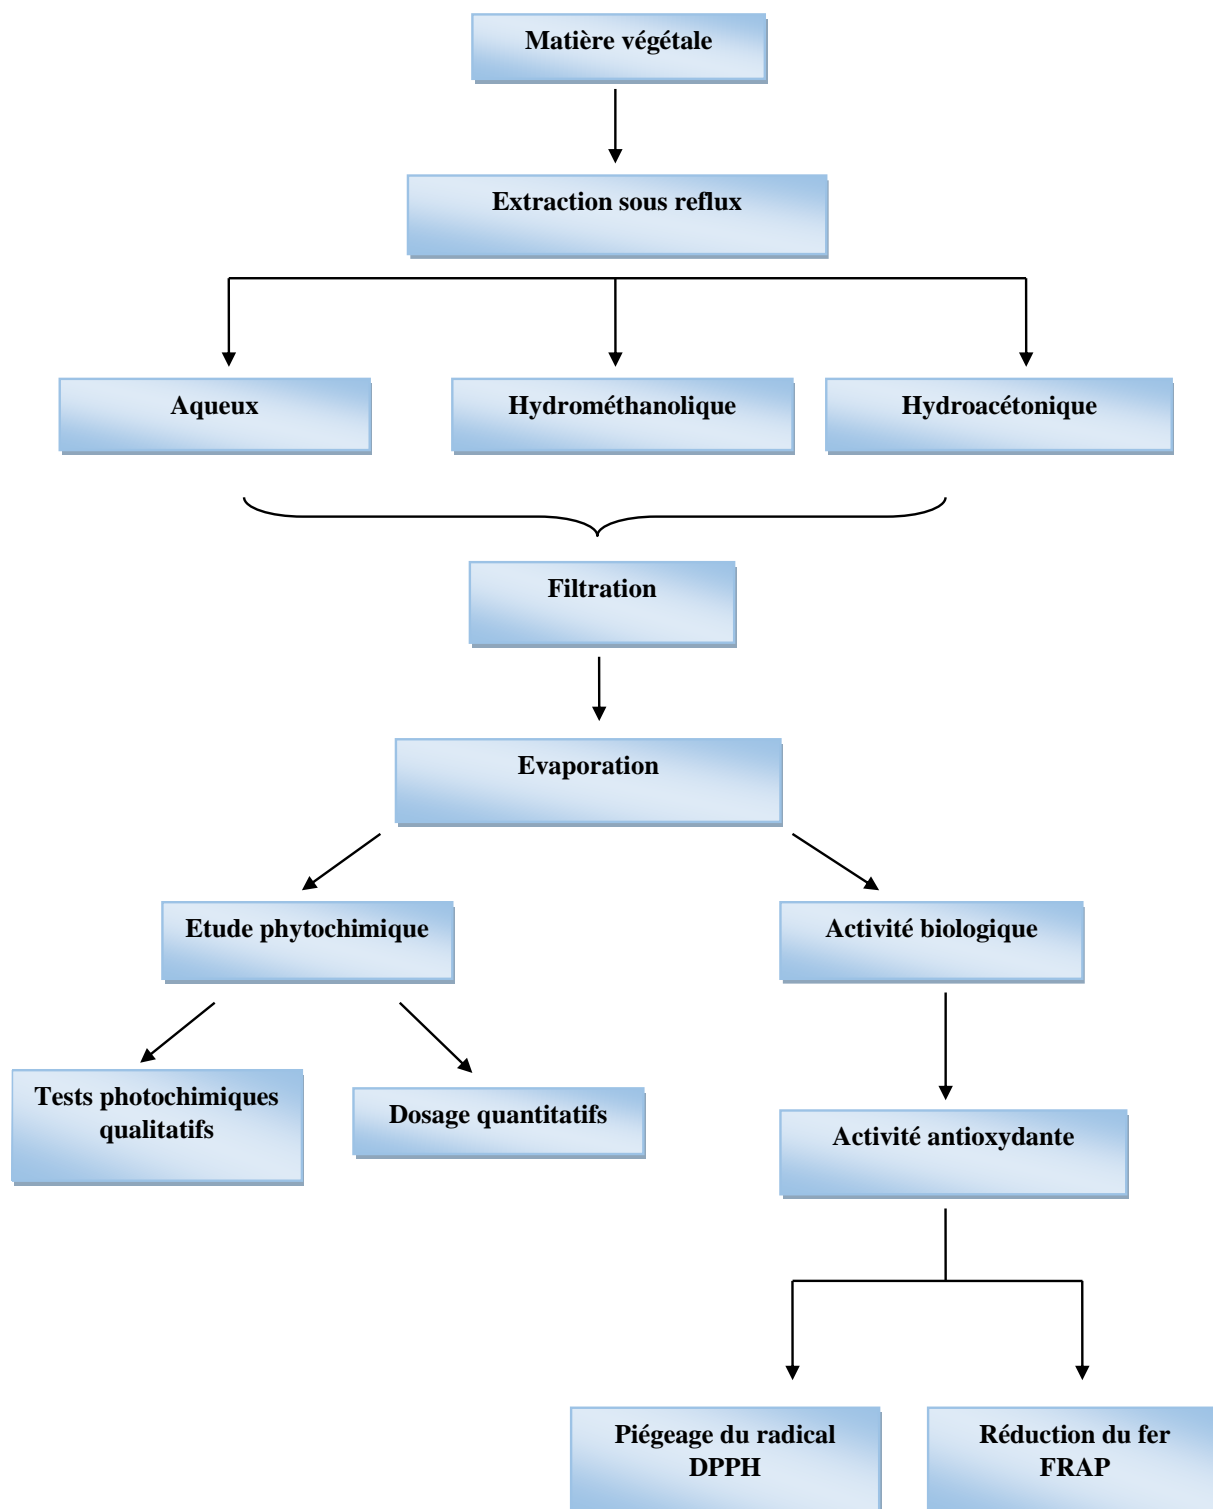 Matière végétale
Extraction sous reflux
Aqueux
Hydrométhanolique
Hydroacétonique
Filtration
Evaporation
Etude phytochimique
Activité biologique
Tests photochimiques
qualitatifs
Dosage quantitatifs
Activité antioxydante
Piégeage du radical
DPPH
Réduction du fer
FRAP